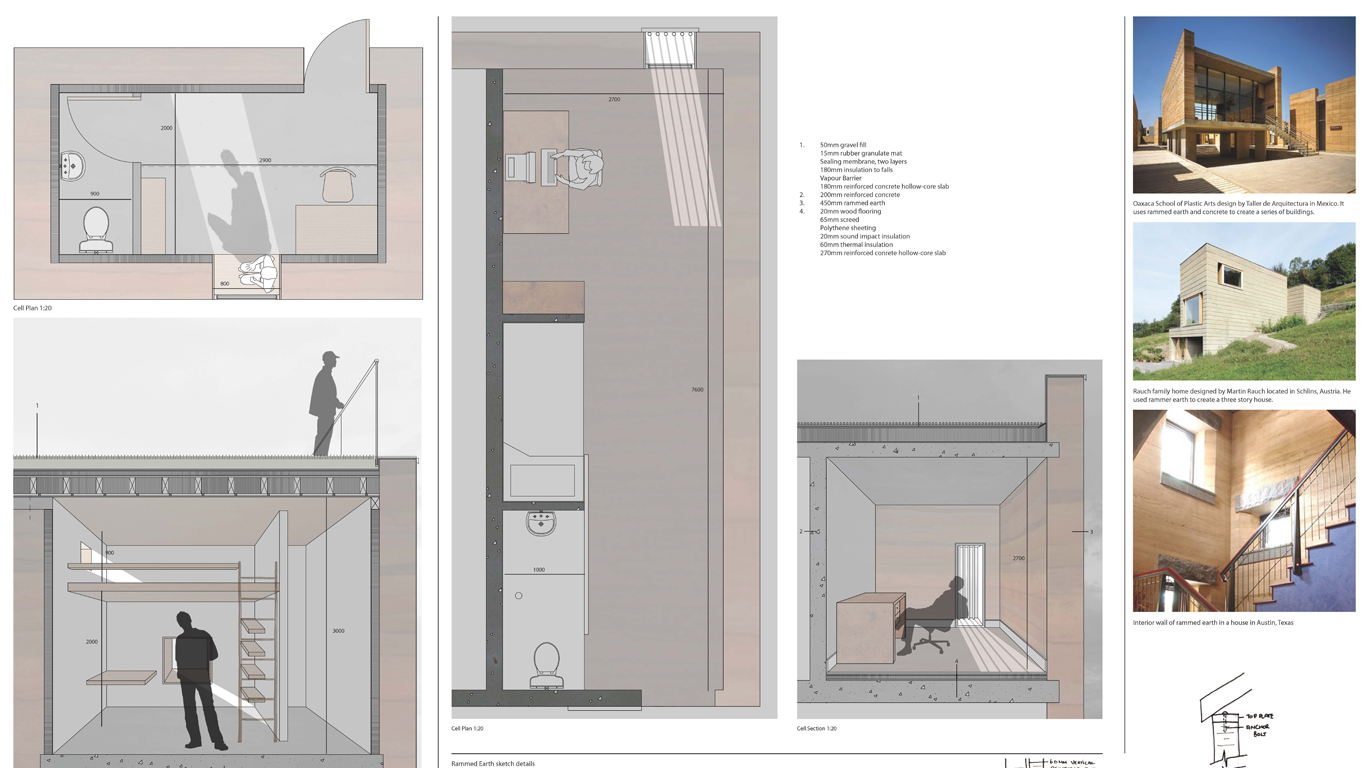 2000
2900
900
800
Cell Plan 1:20
1
900
2000
3000
2700
7600
1000
Cell Plan 1:20
Rammed Earth sketch details
1. 50mm gravel fill
15mm rubber granulate mat
Sealing membrane, two layers
180mm insulation to falls
Vapour Barrier
180mm reinforced concrete hollow-core slab
2. 200mm reinforced concrete
3. 450mm rammed earth
4. 20mm wood flooring
65mm screed
Polythene sheeting
20mm sound impact insulation
60mm thermal insulation
270mm reinforced conrete hollow-core slab
1
2
3
2700
4
Cell Section 1:20
60MM VERTICAL
Oaxaca School of Plastic Arts design by Taller de Arquitectura in Mexico. It
uses rammed earth and concrete to create a series of buildings.
Rauch family home designed by Martin Rauch located in Schlins, Austria. He
used rammer earth to create a three story house.
Interior wall of rammed earth in a house in Austin, Texas
TOP PLATE
ANCHOR
BOLT